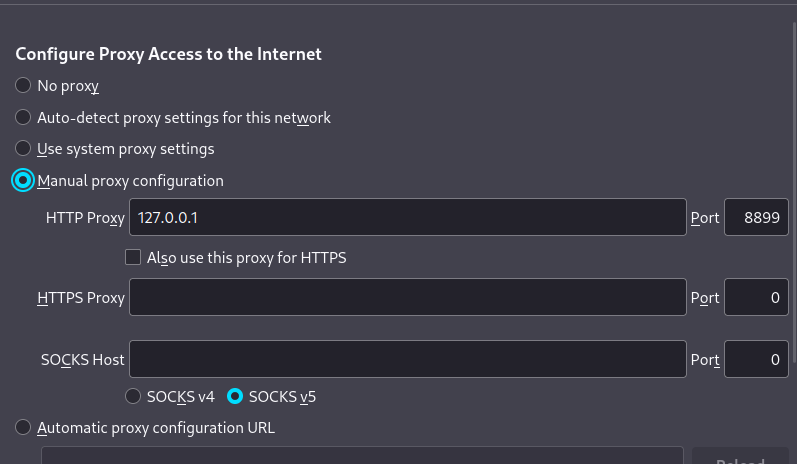 Configure Proxy Access to the Internet
No proxy
Auto-detect proxy settings for this network
Use system proxy settings
Manual proxy configuration
HTTP Proxy 127.0.0.1 Port 8899
Also use this proxy for HTTPS
HTTPS Proxy Port 0
SOCKS Host Port 0
SOCKS v4 SOCKS v5
Automatic proxy configuration URL
Reload